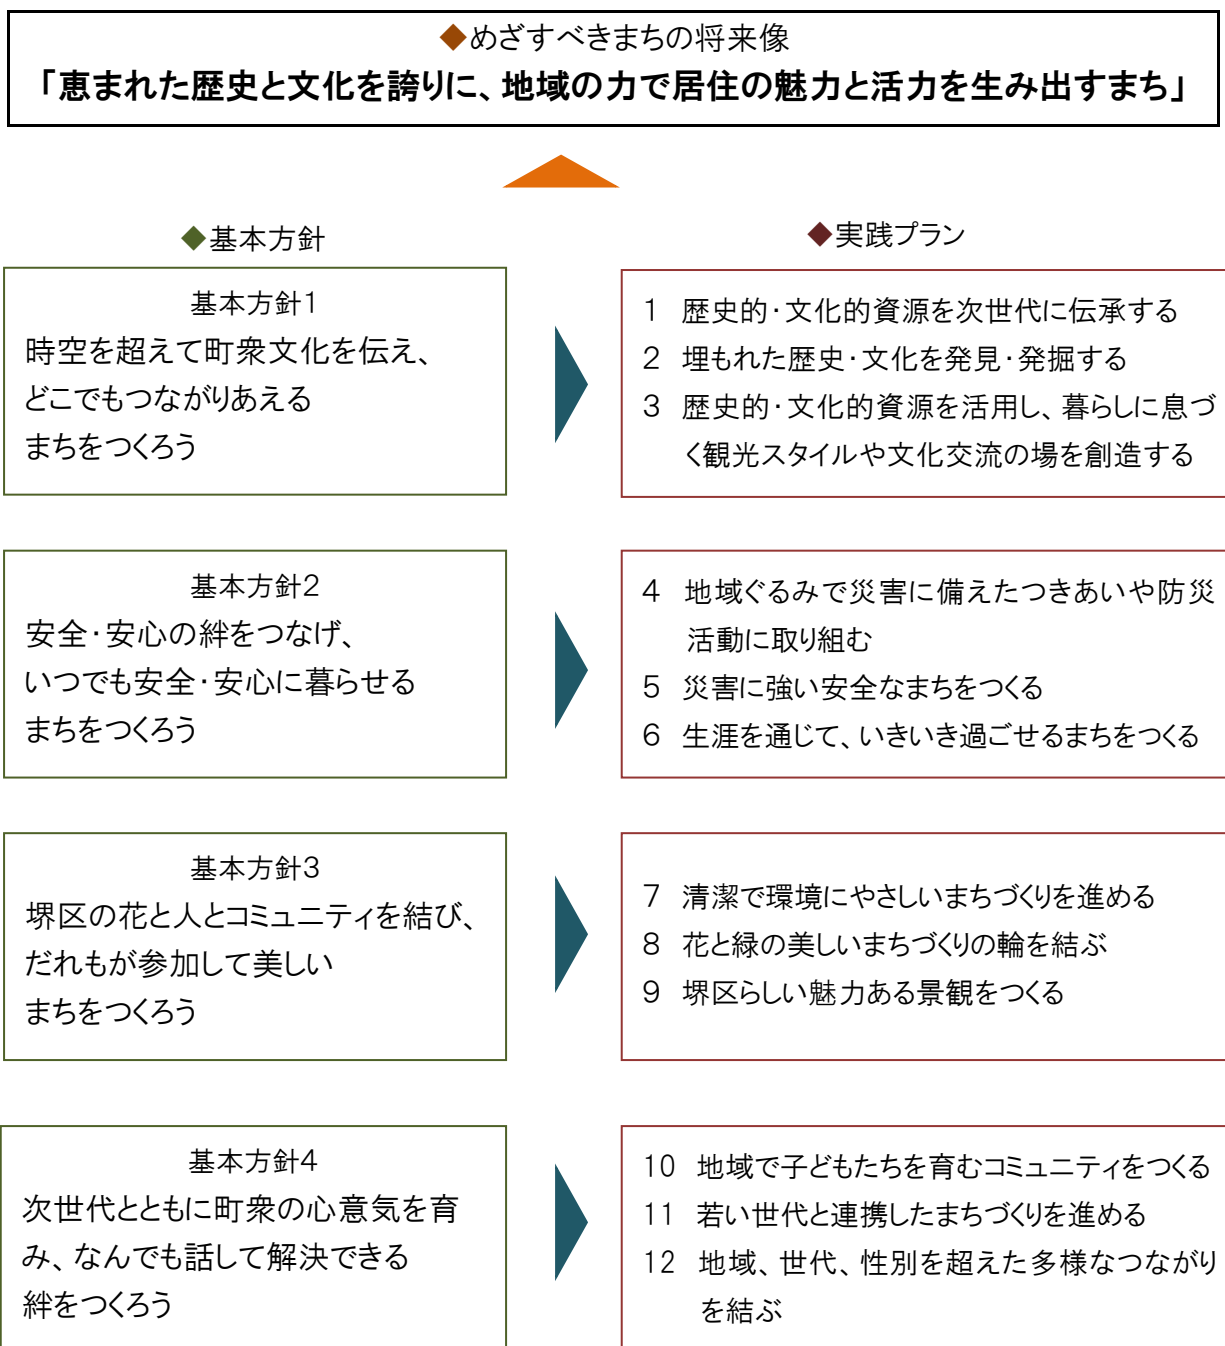 ◆めざすべきまちの将来像
「恵まれた歴史と文化を誇りに、地域の力で居住の魅力と活力を生み出すまち」
◆基本方針
基本方針1
時空を超えて町衆文化を伝え、
どこでもつながりあえる
まちをつくろう
基本方針2
安全・安心の絆をつなげ、
いつでも安全・安心に暮らせる
まちをつくろう
基本方針3
堺区の花と人とコミュニティを結び、
だれもが参加して美しい
まちをつくろう
基本方針4
次世代とともに町衆の心意気を育
み、なんでも話して解決できる
絆をつくろう
◆実践プラン
1 歴史的・文化的資源を次世代に伝承する
2 埋もれた歴史・文化を発見・発掘する
3 歴史的・文化的資源を活用し、暮らしに息づ
く観光スタイルや文化交流の場を創造する
4 地域ぐるみで災害に備えたつきあいや防災
活動に取り組む
5 災害に強い安全なまちをつくる
6 生涯を通じて、いきいき過ごせるまちをつくる
7 清潔で環境にやさしいまちづくりを進める
8 花と緑の美しいまちづくりの輪を結ぶ
9 堺区らしい魅力ある景観をつくる
10 地域で子どもたちを育むコミュニティをつくる
11 若い世代と連携したまちづくりを進める
12 地域、世代、性別を超えた多様なつながり
を結ぶ